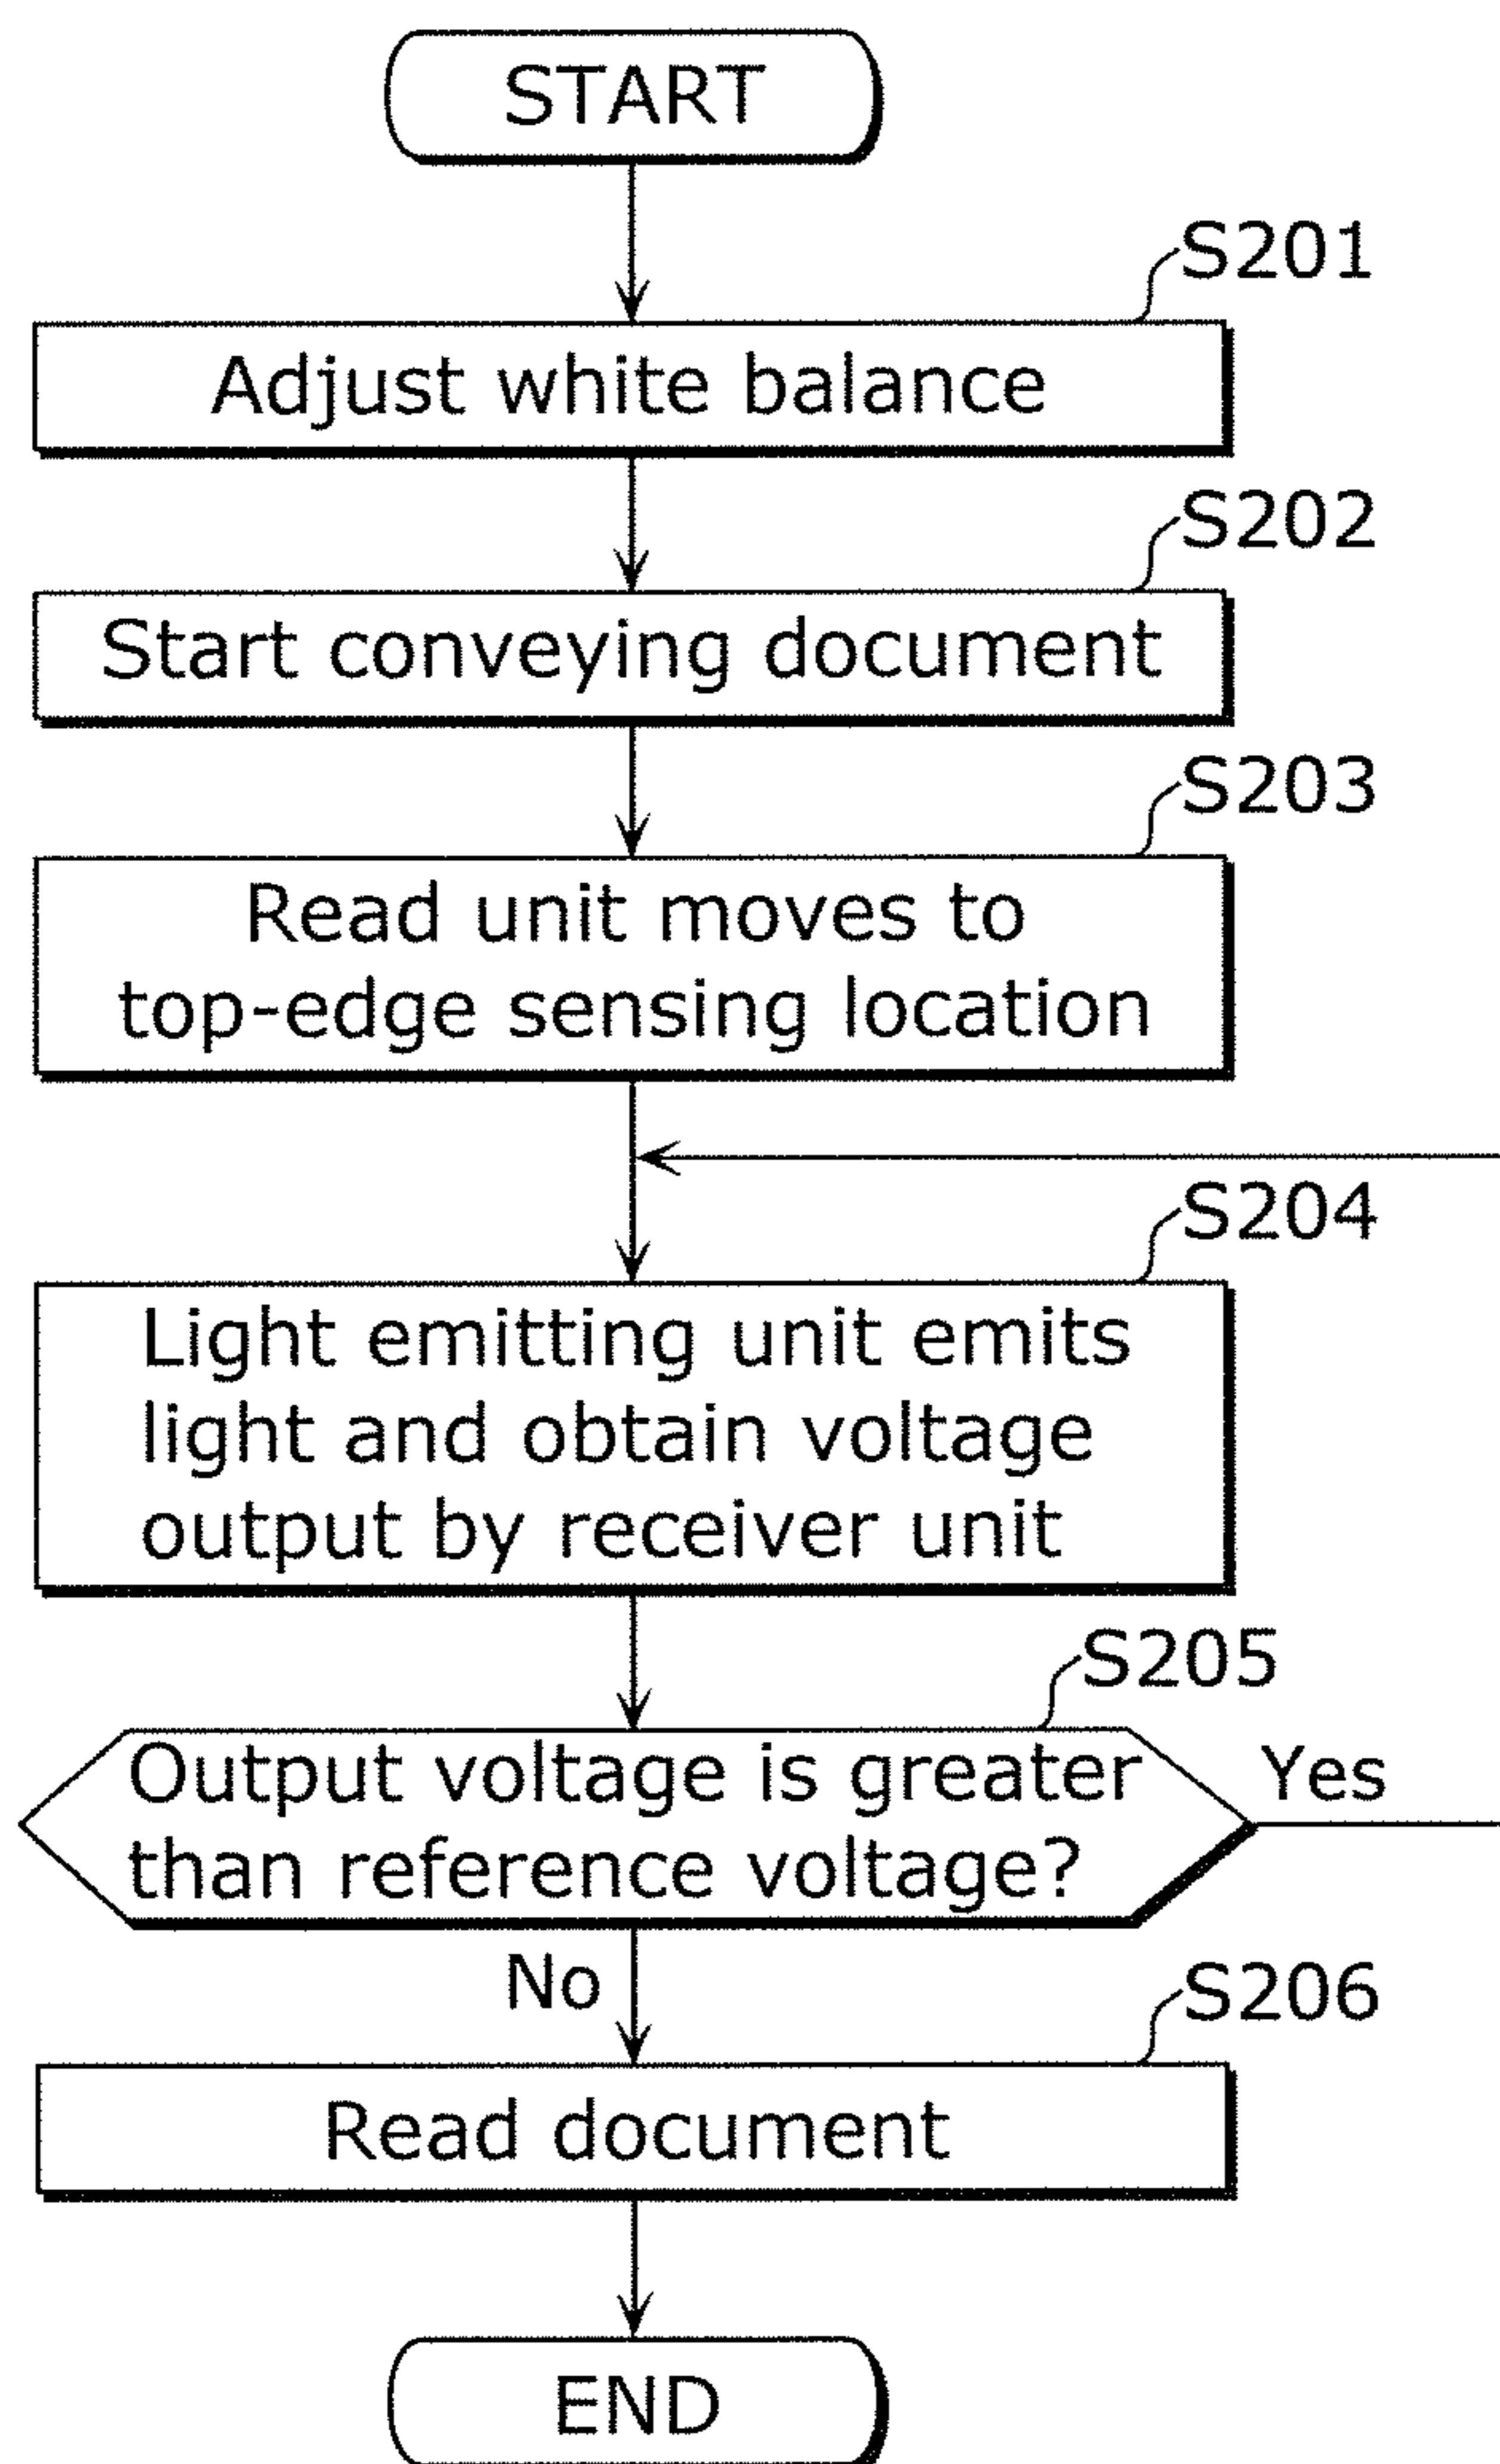 START
S201
Adjust white balance
S202
Start conveying document
S203
Read unit moves to
top-edge sensing location
S204
Light emitting unit emits
light and obtain voltage
output by receiver unit
S205
Output voltage is greater
than reference voltage?
Yes
No
S206
Read document
END